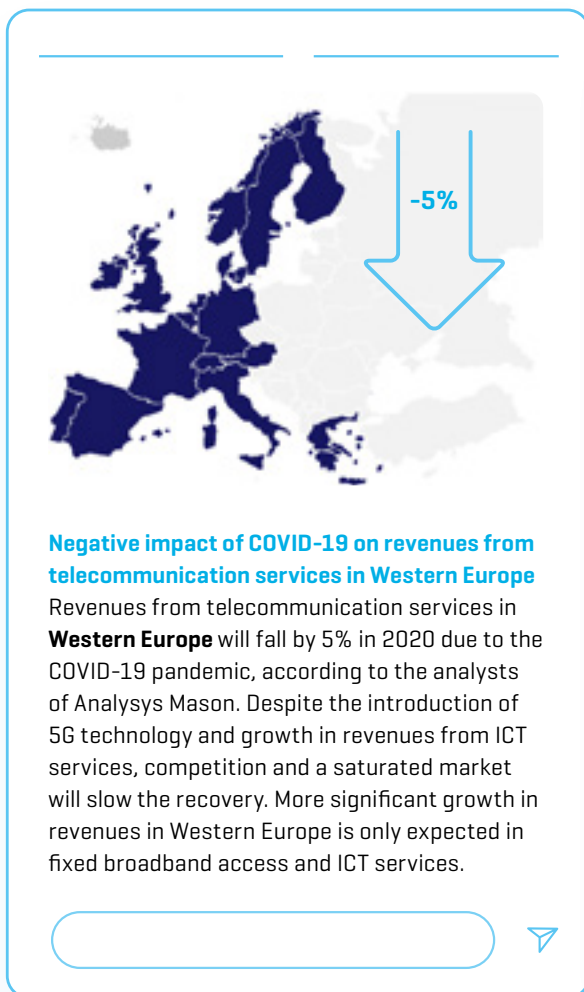 -5%
Negative impact of COVID-19 on revenues from
telecommunication services in Western Europe
Revenues from telecommunication services in
Western Europe will fall by 5% in 2020 due to the
COVID-19 pandemic, according to the analysts
of Analysys Mason. Despite the introduction of
5G technology and growth in revenues from ICT
services, competition and a saturated market
will slow the recovery. More significant growth in
revenues in Western Europe is only expected in
fixed broadband access and ICT services.